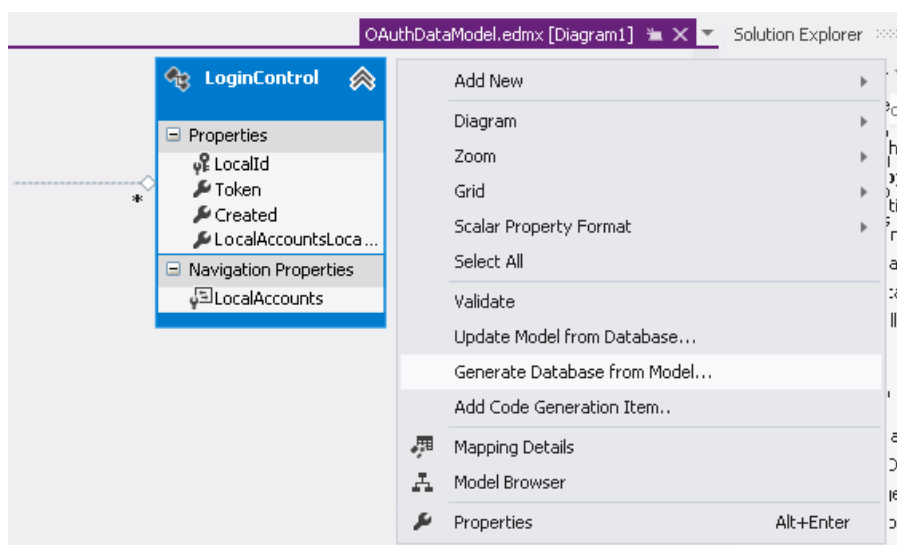 OAuthDataModel.edmx [Diagram1]
Solution Explorer
LoginControl
Properties
LocalId
Token
Created
LocalAccountsLoca...
Navigation Properties
LocalAccounts
*
Add New
Diagram
Zoom
Grid
Scalar Property Format
Select All
Validate
Update Model from Database...
Generate Database from Model...
Add Code Generation Item..
Mapping Details
Model Browser
Properties Alt+Enter